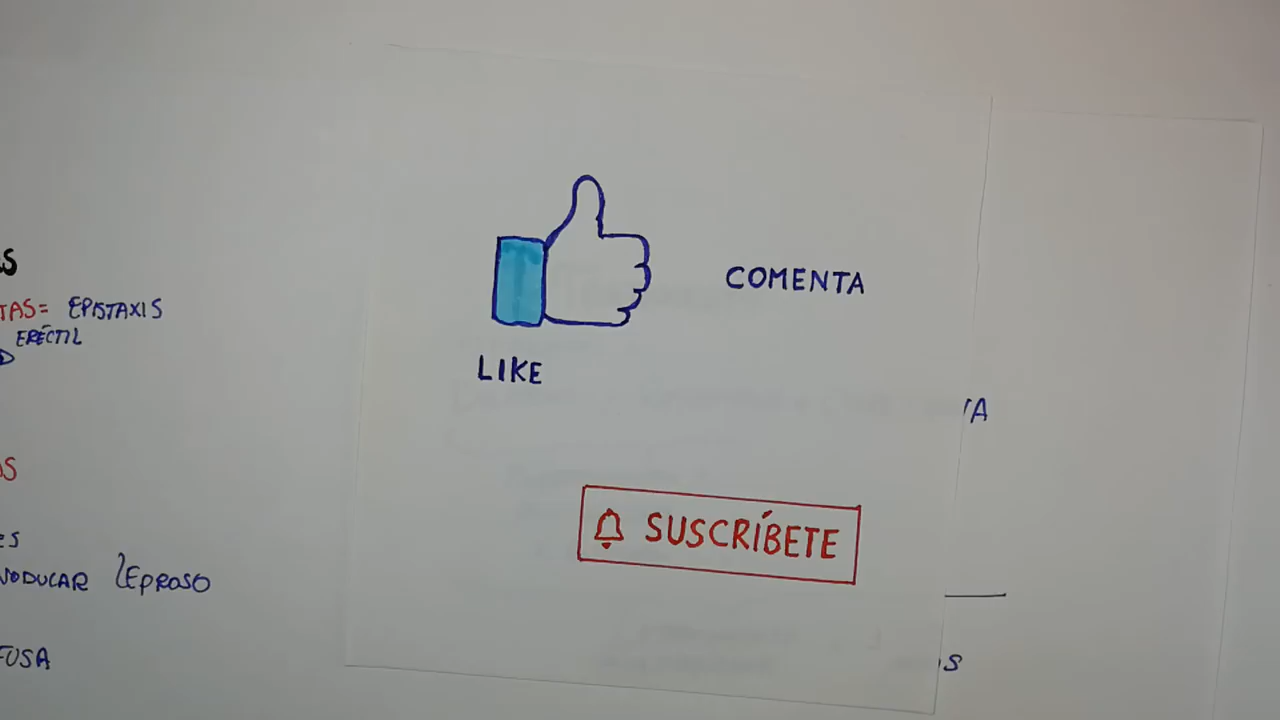 TAS= EPISTAXIS
ERÉCTIL
NODULAR LEPROSO
FUSA
COMENTA
LIKE
SUSCRÍBETE